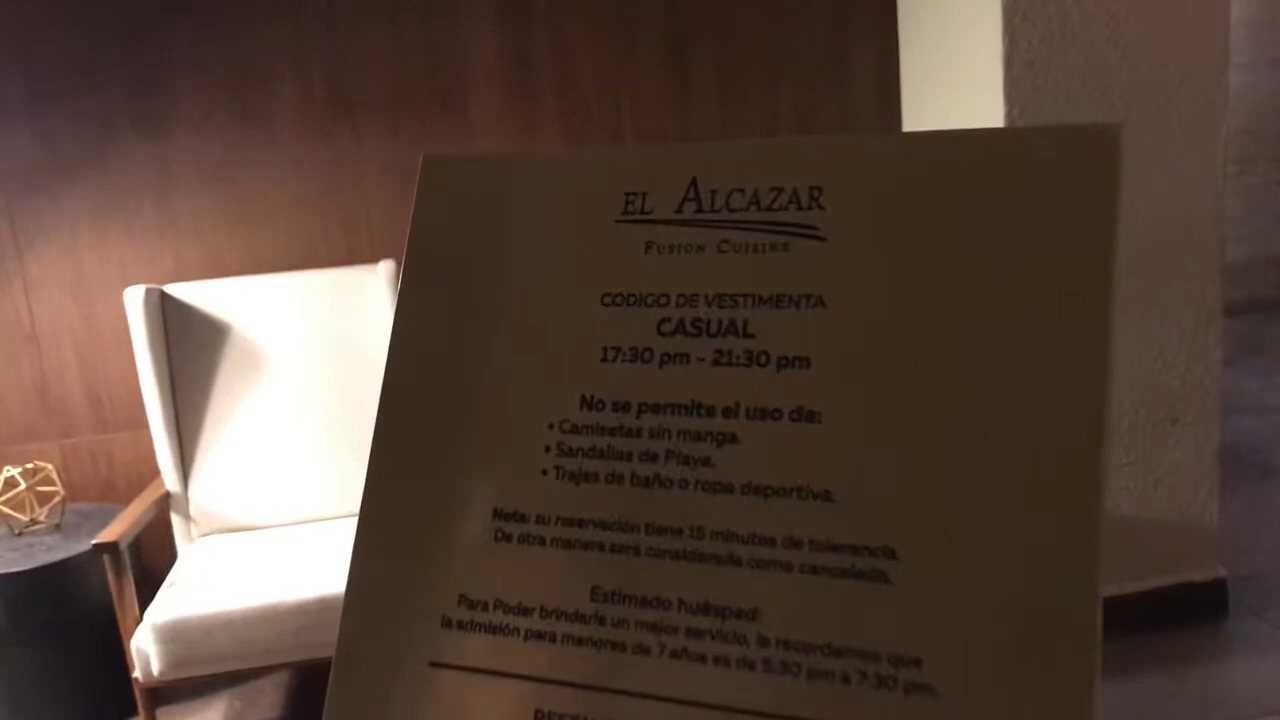 EL ALCAZAR
FUSION CUISINE
CODIGO DE VESTIMENTA
CASUAL
17:30 pm - 21:30 pm
No se permite el uso de:
• Camisetas sin manga.
• Sandalias de Playa.
• Trajes de baño o ropa deportiva.
Nota: su reservación tiene 15 minutos de tolerancia.
De otra manera será considerada como cancelada.
Estimado huésped:
Para Poder brindarle un mejor servicio, le recordamos que
la admisión para menores de 7 años es de 5:30 pm a 7:30 pm.